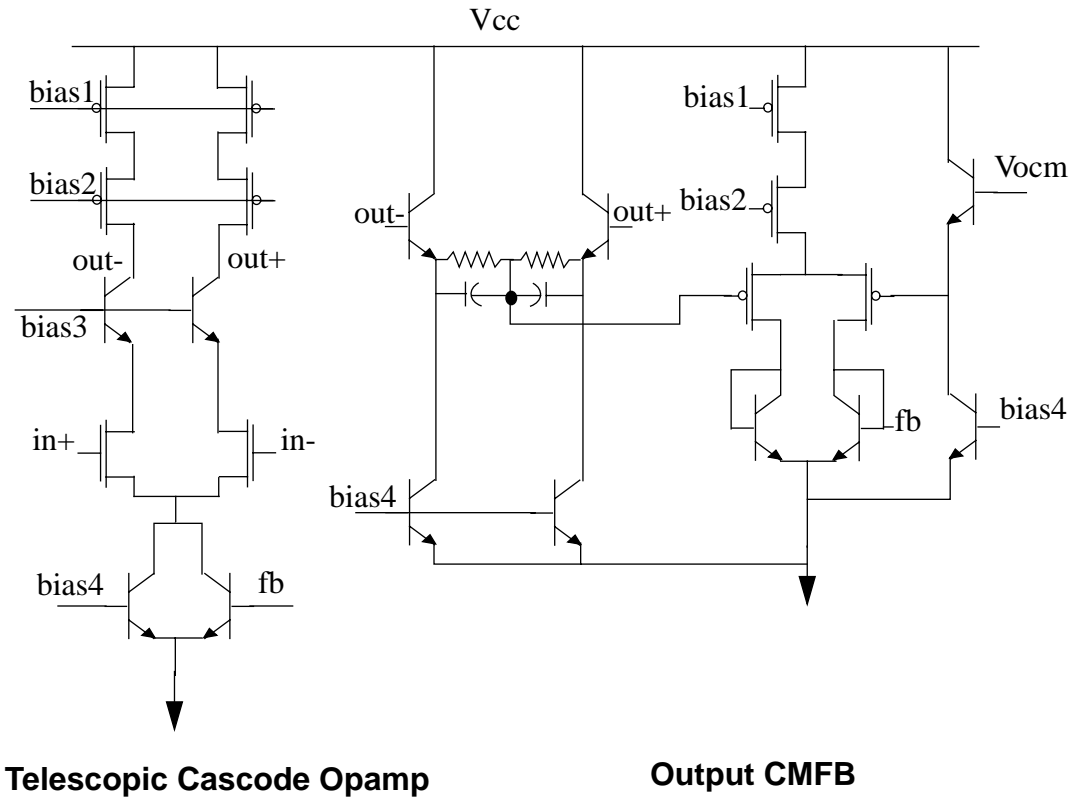 Vcc
bias1
bias2
out-
out+
bias3
in+
in-
bias4
fb
out-
out+
bias4
bias1
bias2
Vocm
fb
bias4
Telescopic Cascode Opamp
Output CMFB